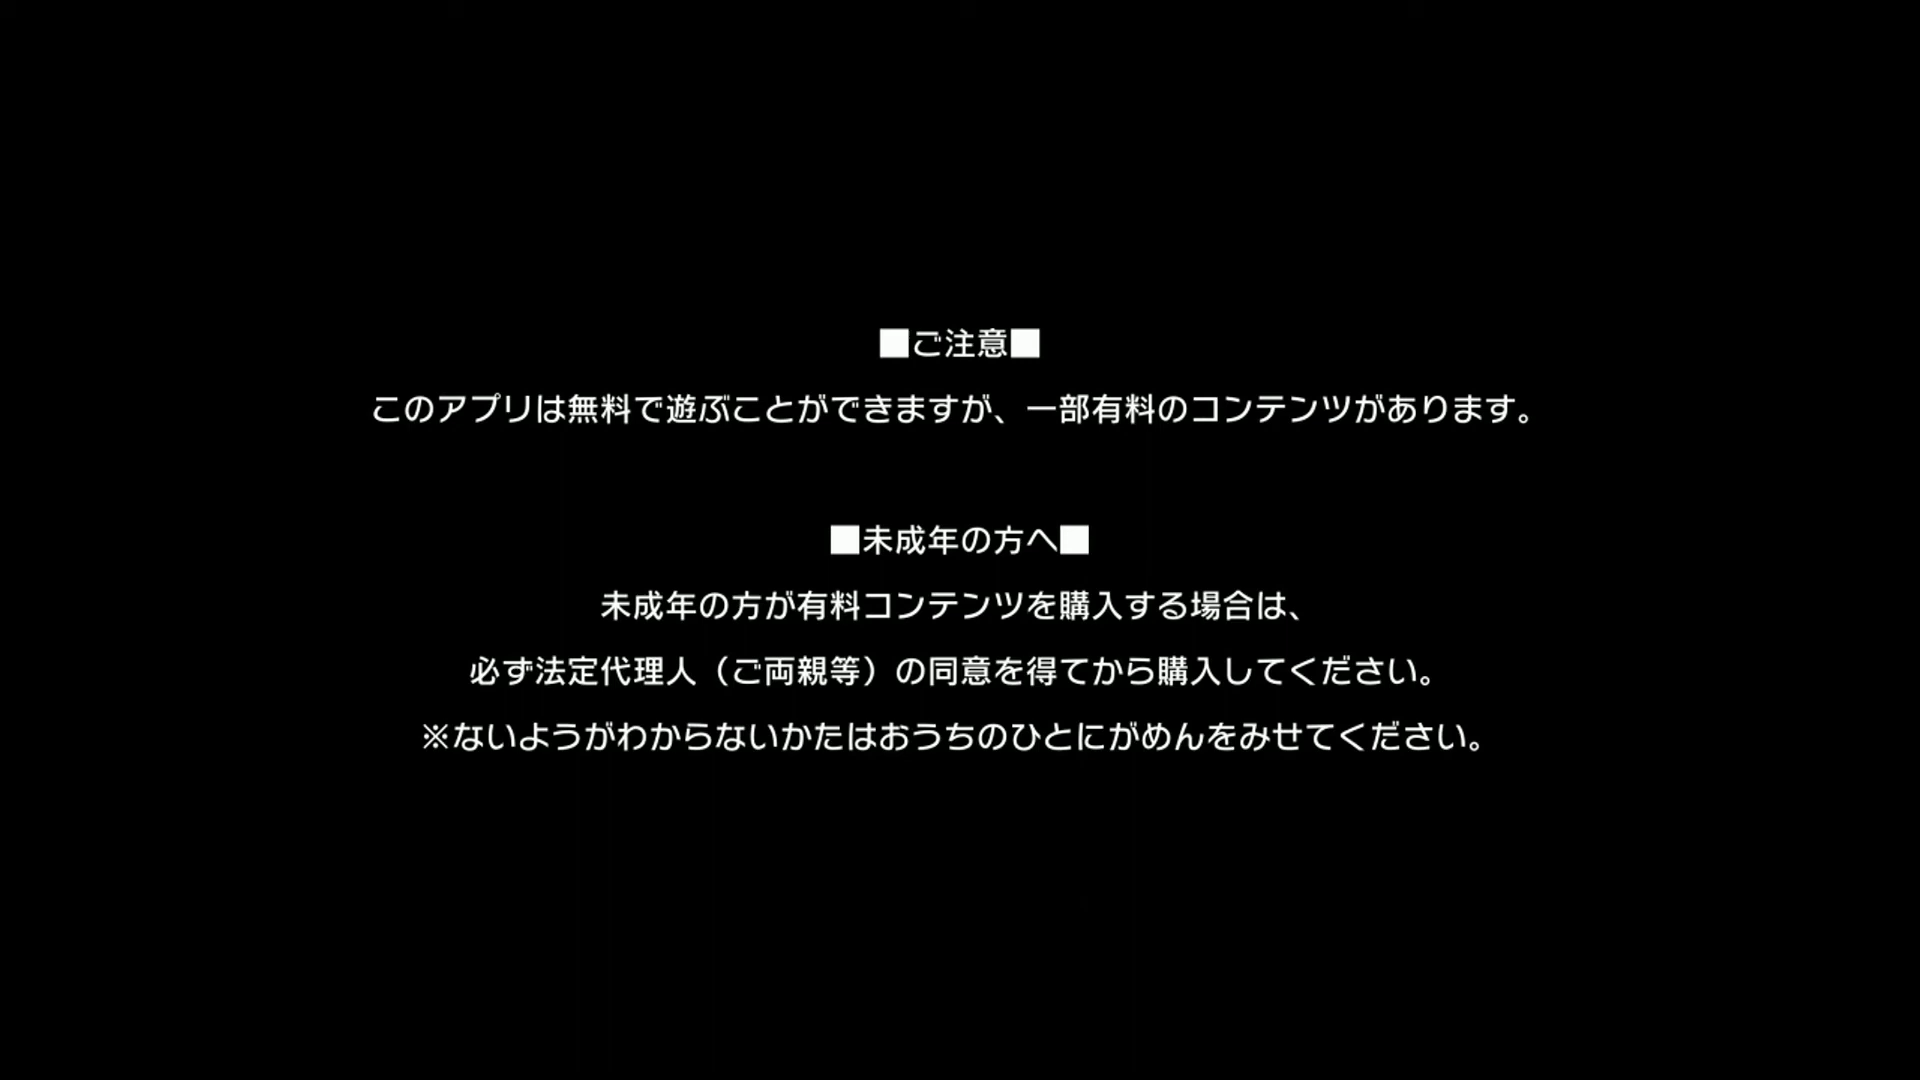 ■ご注意■
このアプリは無料で遊ぶことができますが、一部有料のコンテンツがあります。
■未成年の方へ■
未成年の方が有料コンテンツを購入する場合は、
必ず法定代理人（ご両親等）の同意を得てから購入してください。
※ないようがわからないかたはおうちのひとにがめんをみせてください。